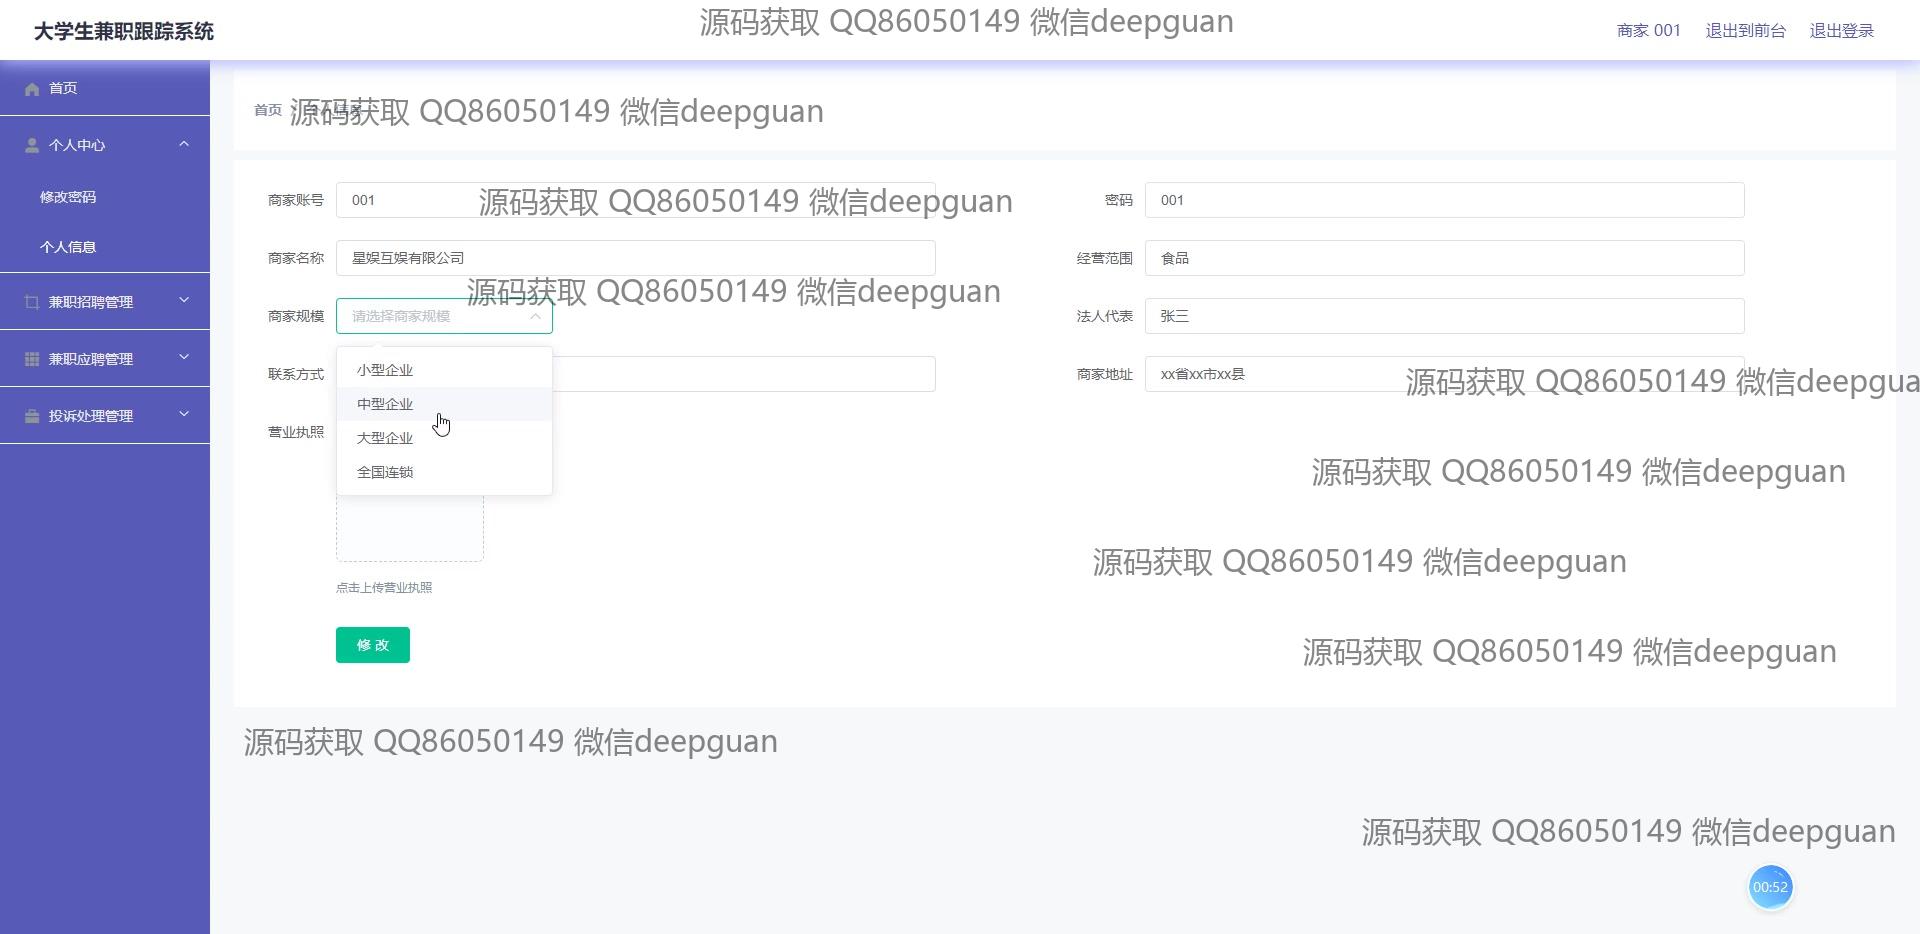 大学生兼职跟踪系统
源码获取 QQ86050149 微信deepguan
商家 001 退出到前台 退出登录
首页
首页
源码获取 QQ86050149 微信deepguan
个人中心
修改密码
个人信息
兼职招聘管理
兼职应聘管理
投诉处理管理
商家账号 001
源码获取 QQ86050149 微信deepguan
密码 001
商家名称 星娱互娱有限公司
经营范围 食品
源码获取 QQ86050149 微信deepguan
商家规模 请选择商家规模
法人代表 张三
小型企业
中型企业
大型企业
全国连锁
联系方式
商家地址 xx省xx市xx县
源码获取 QQ86050149 微信deepgua
营业执照
源码获取 QQ86050149 微信deepguan
源码获取 QQ86050149 微信deepguan
点击上传营业执照
修改
源码获取 QQ86050149 微信deepguan
源码获取 QQ86050149 微信deepguan
源码获取 QQ86050149 微信deepguan
00:52